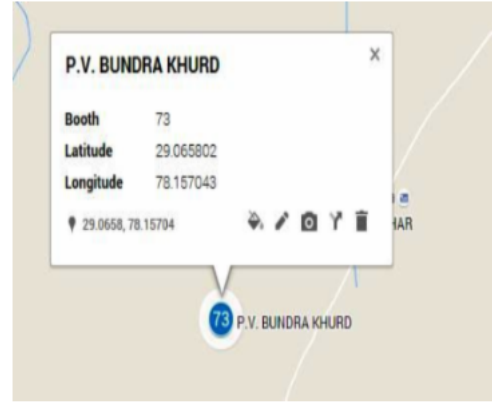 P.V. BUNDRA KHURD
Booth 73
Latitude 29.065802
Longitude 78.157043
29.0658, 78.15704
HAR
73 P.V. BUNDRA KHURD